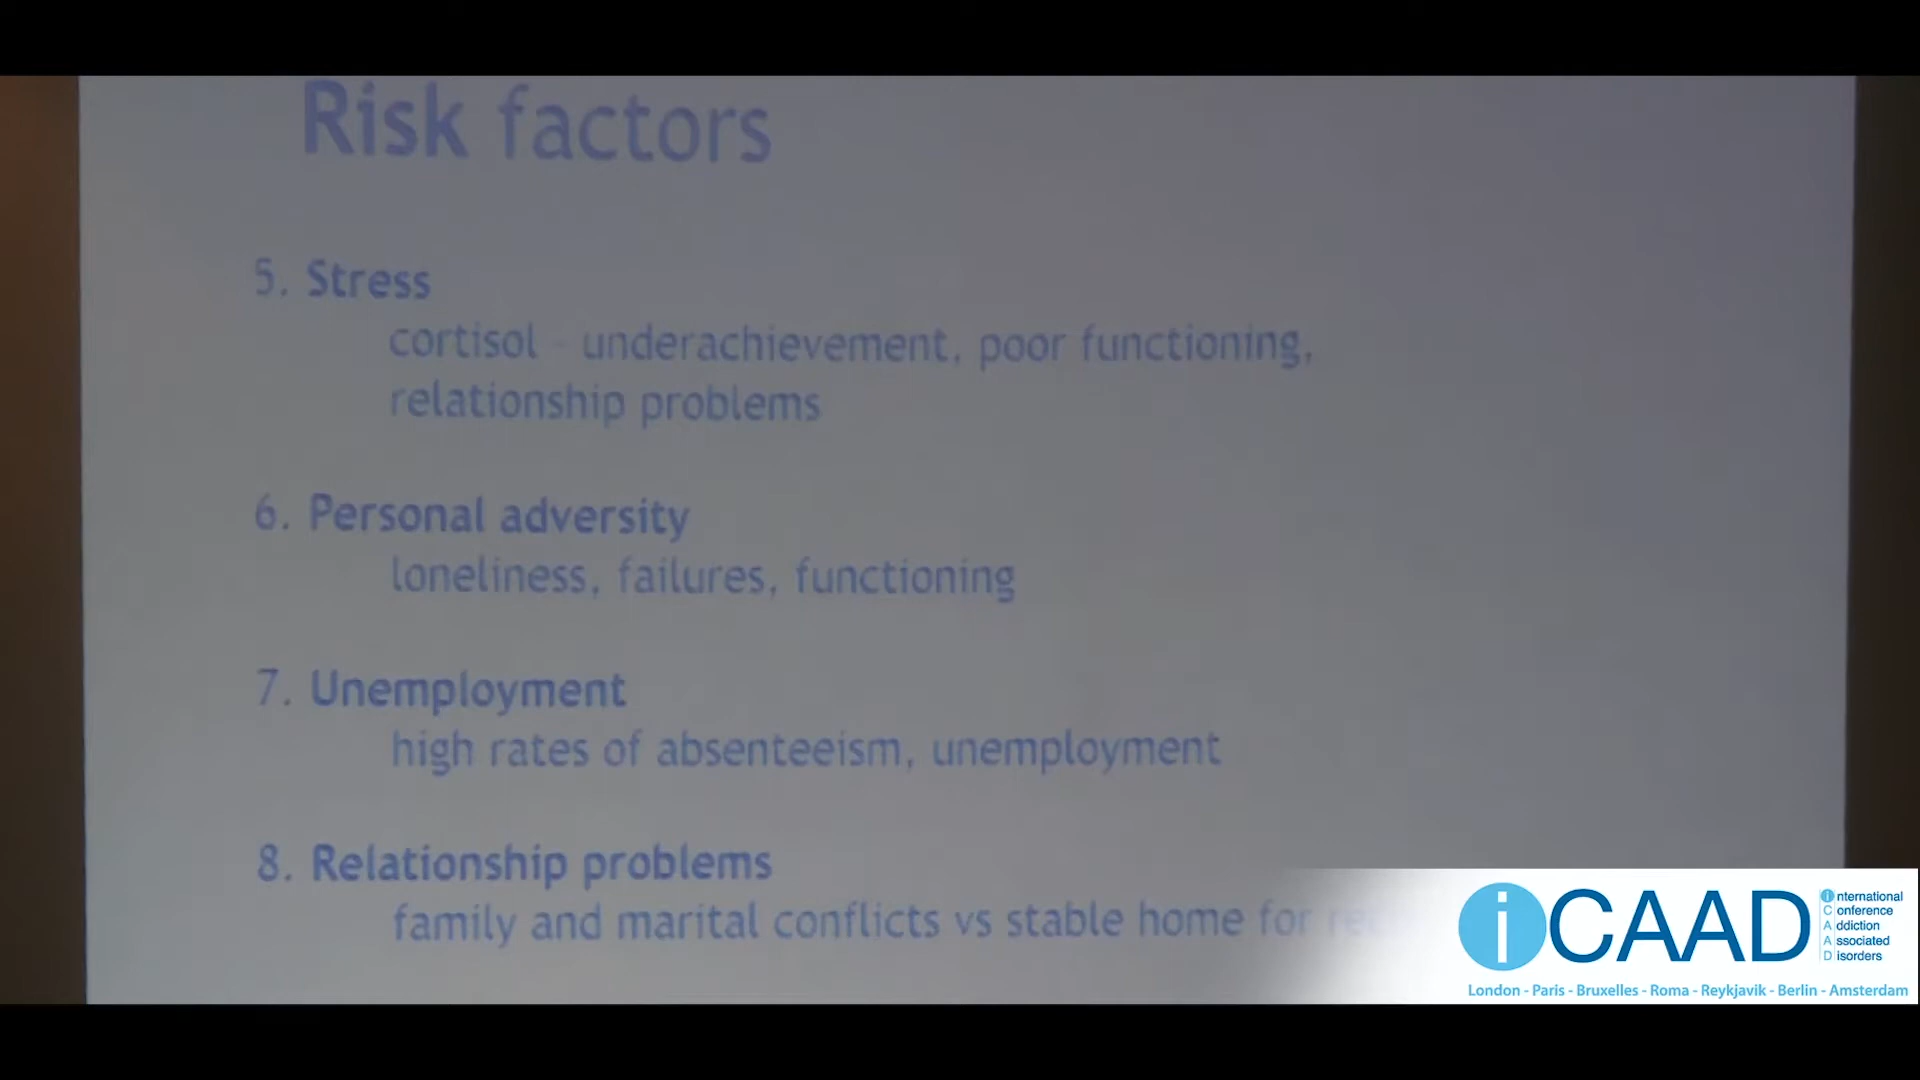 Risk factors
5. Stress
cortisol - underachievement, poor functioning,
relationship problems
6. Personal adversity
loneliness, failures, functioning
7. Unemployment
high rates of absenteeism, unemployment
8. Relationship problems
family and marital conflicts vs stable home for
iCAAD
international
Conference
Addiction
Associated
Disorders
London - Paris - Bruxelles - Roma - Reykjavik - Berlin - Amsterdam